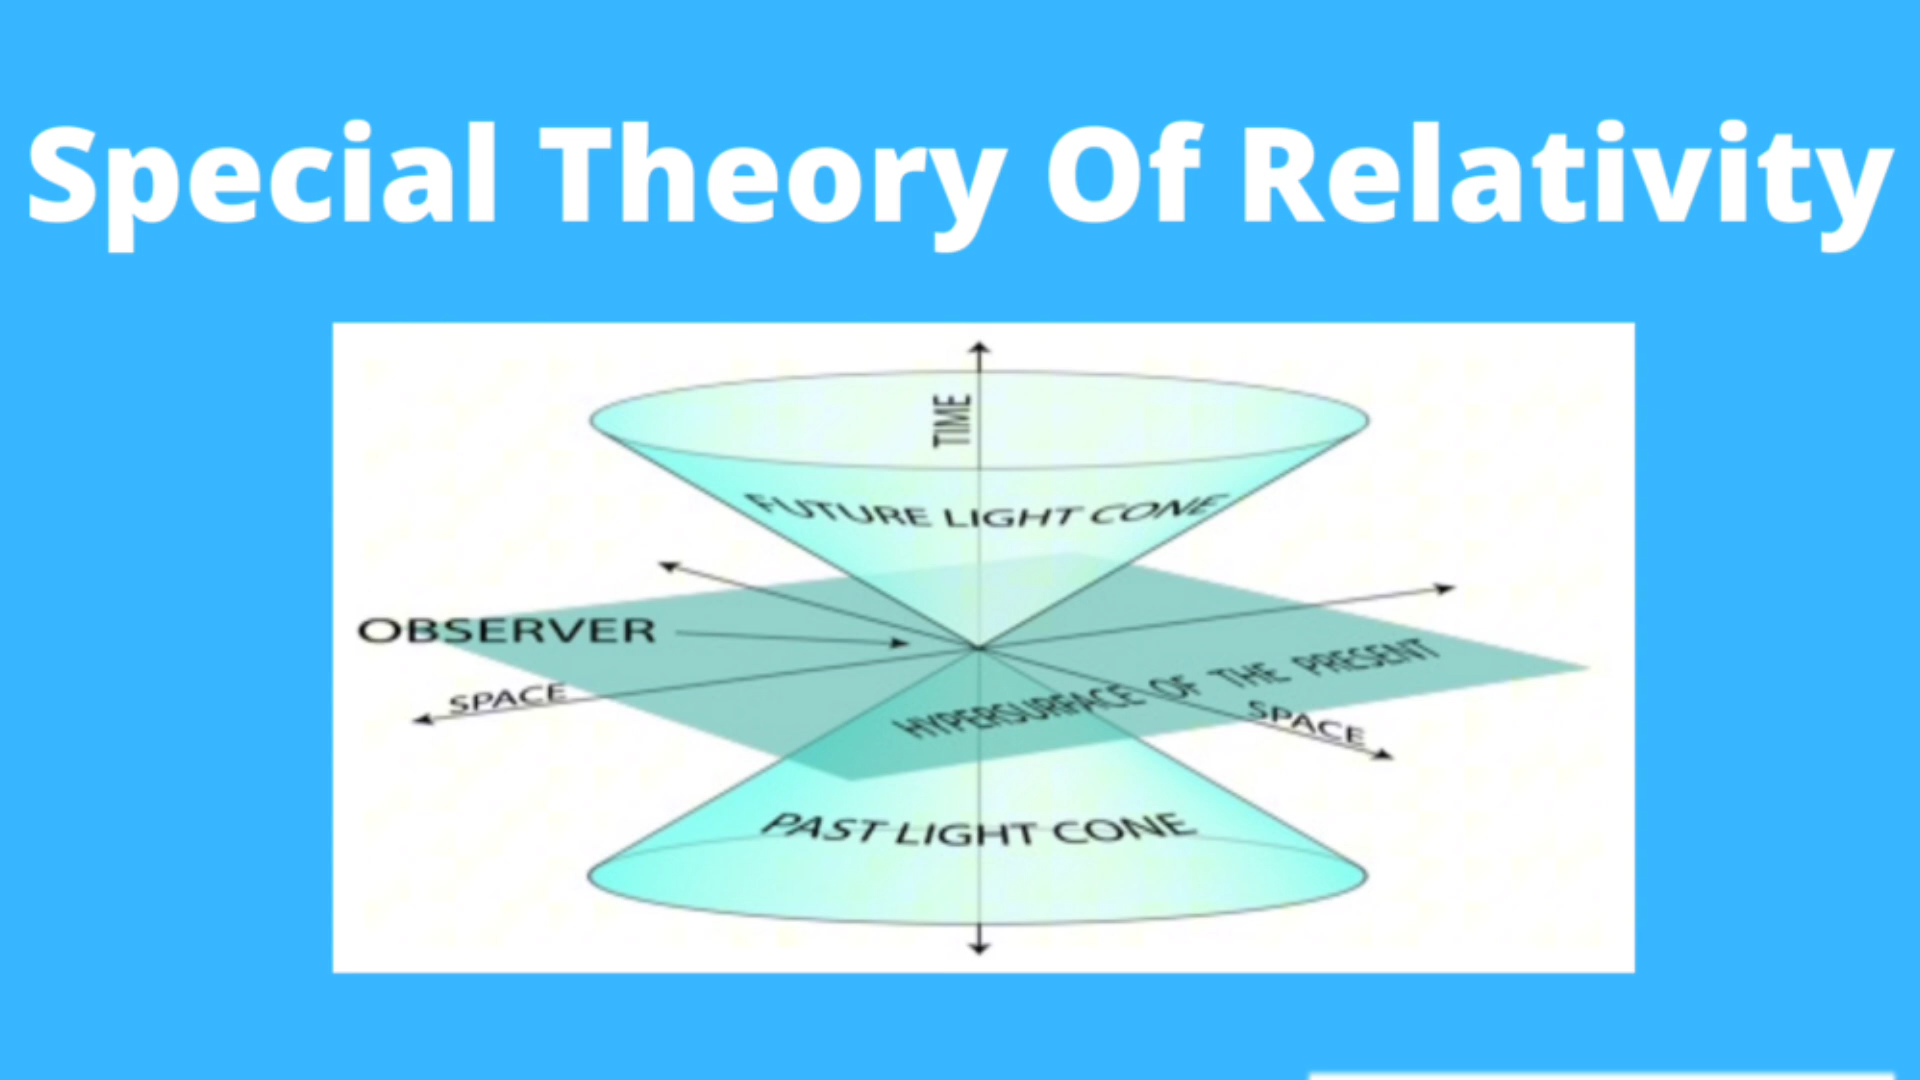 Special Theory Of Relativity
TIME
FUTURE LIGHT CONE
OBSERVER
SPACE
HYPERSURFACE OF THE PRESENT
SPACE
PAST LIGHT CONE